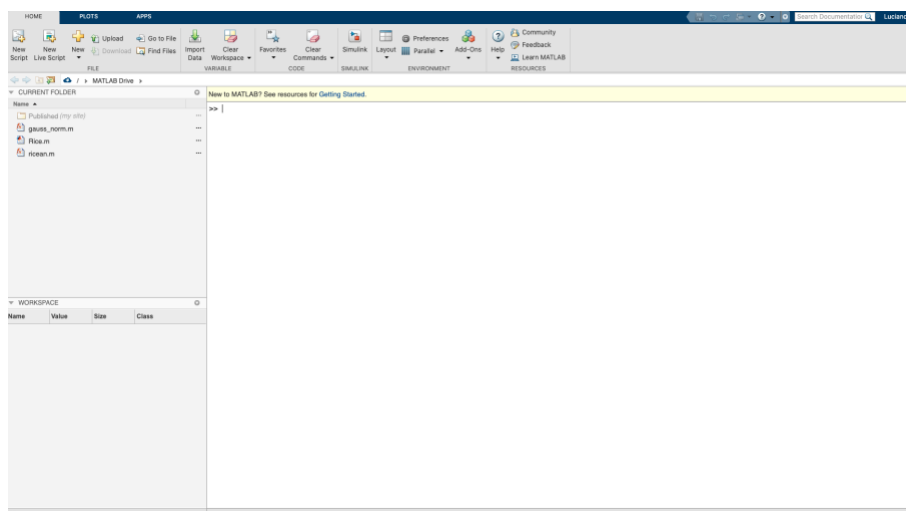 HOME PLOTS APPS
Search Documentation Luciano
New Script
New Live Script
New
Upload
Download
Go to File
Find Files
FILE
Import Data
Clear Workspace
VARIABLE
Favorites
Clear Commands
CODE
Simulink
SIMULINK
Layout
Preferences
Parallel
Add-Ons
ENVIRONMENT
Help
Community
Feedback
Learn MATLAB
RESOURCES
/ > MATLAB Drive >
CURRENT FOLDER
Name
Published (my site)
gauss_norm.m
Rice.m
ricean.m
New to MATLAB? See resources for Getting Started.
>>
WORKSPACE
Name Value Size Class